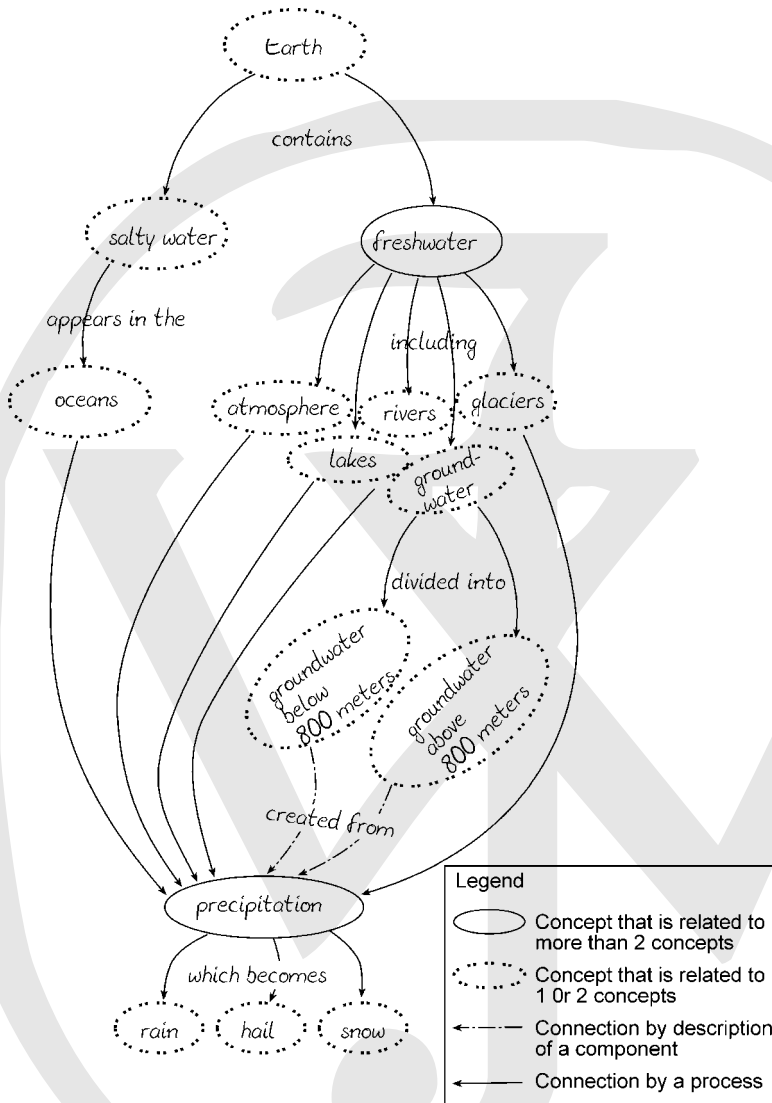 Earth
contains
salty water
freshwater
appears in the
including
oceans
atmosphere
rivers
glaciers
lakes
ground-
water
divided into
groundwater
below
800 meters
groundwater
above
800 meters
created from
precipitation
which becomes
rain
hail
snow
Legend
Concept that is related to
more than 2 concepts
Concept that is related to
1 0r 2 concepts
Connection by description
of a component
Connection by a process